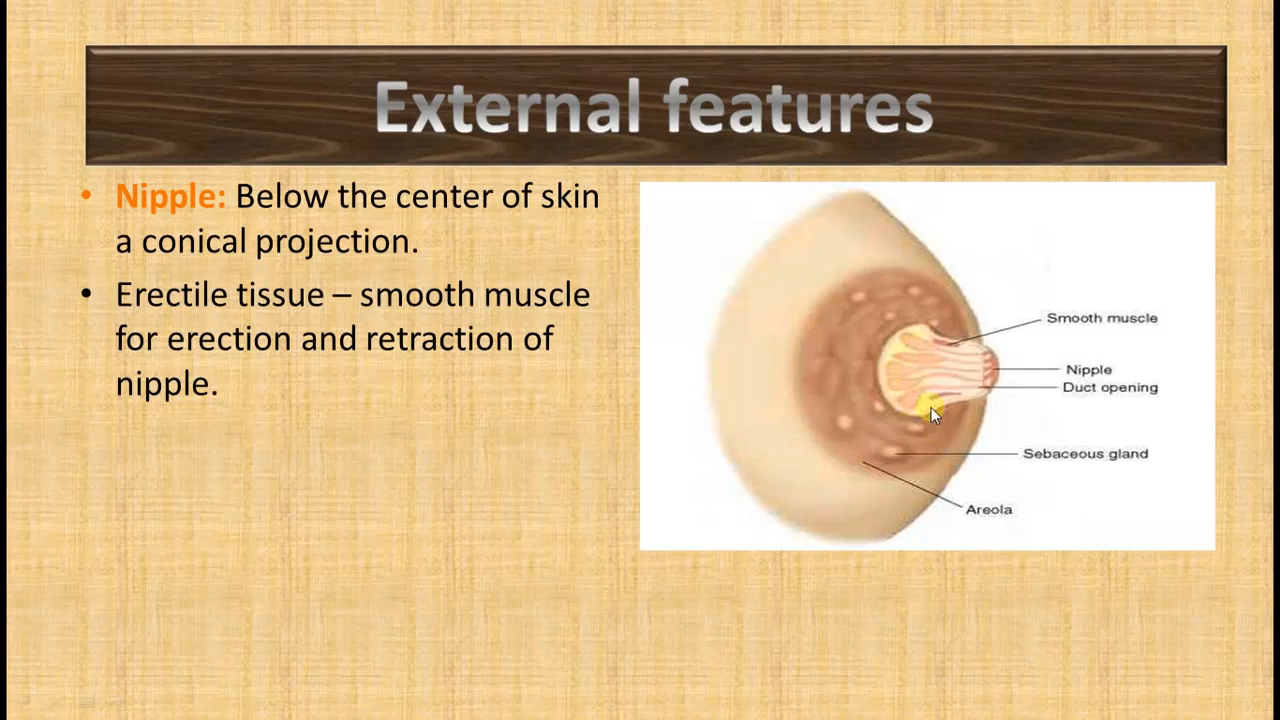 External features
• Nipple: Below the center of skin
a conical projection.
• Erectile tissue – smooth muscle
for erection and retraction of
nipple.
Smooth muscle
Nipple
Duct opening
Sebaceous gland
Areola